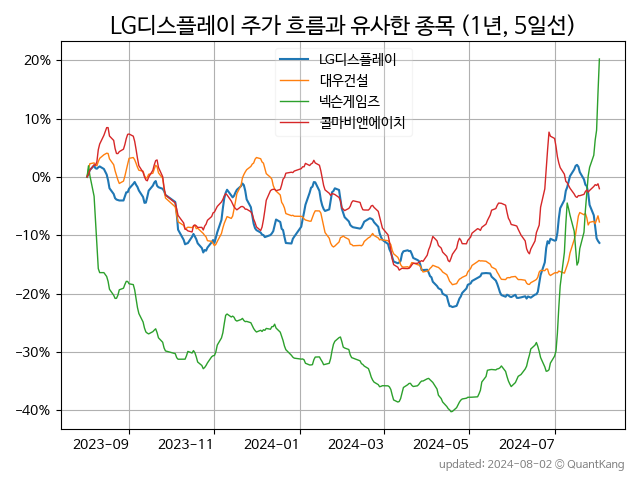 LG디스플레이 주가 흐름과 유사한 종목 (1년, 5일선)
LG디스플레이
대우건설
넥슨게임즈
콜마비앤에이치
20%
10%
0%
−10%
−20%
−30%
−40%
2023−09
2023−11
2024−01
2024−03
2024−05
2024−07
updated: 2024-08-02 © QuantKang